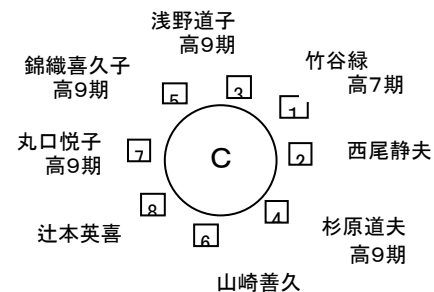 浅野道子
高9期
竹谷緑
高7期
錦織喜久子
高9期
5
3
1
丸口悦子
高9期
7
C
2
西尾静夫
8
4
辻本英喜
6
杉原道夫
高9期
山崎善久